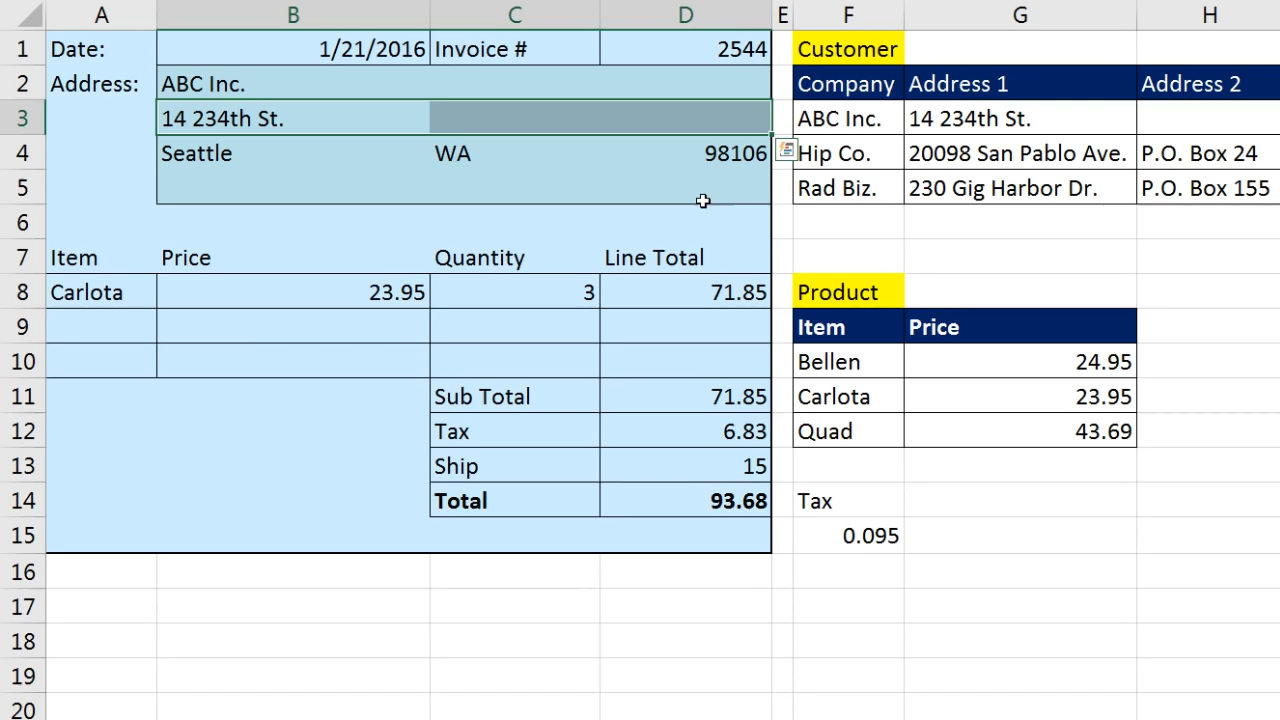 A B C D E F G H
1 Date: 1/21/2016 Invoice # 2544 Customer
2 Address: ABC Inc. Company Address 1 Address 2
3 14 234th St. ABC Inc. 14 234th St.
4 Seattle WA 98106 Hip Co. 20098 San Pablo Ave. P.O. Box 24
5 Rad Biz. 230 Gig Harbor Dr. P.O. Box 155
6
7 Item Price Quantity Line Total
8 Carlota 23.95 3 71.85 Product
9 Item Price
10 Bellen 24.95
11 Sub Total 71.85 Carlota 23.95
12 Tax 6.83 Quad 43.69
13 Ship 15
14 Total 93.68 Tax
15 0.095
16
17
18
19
20